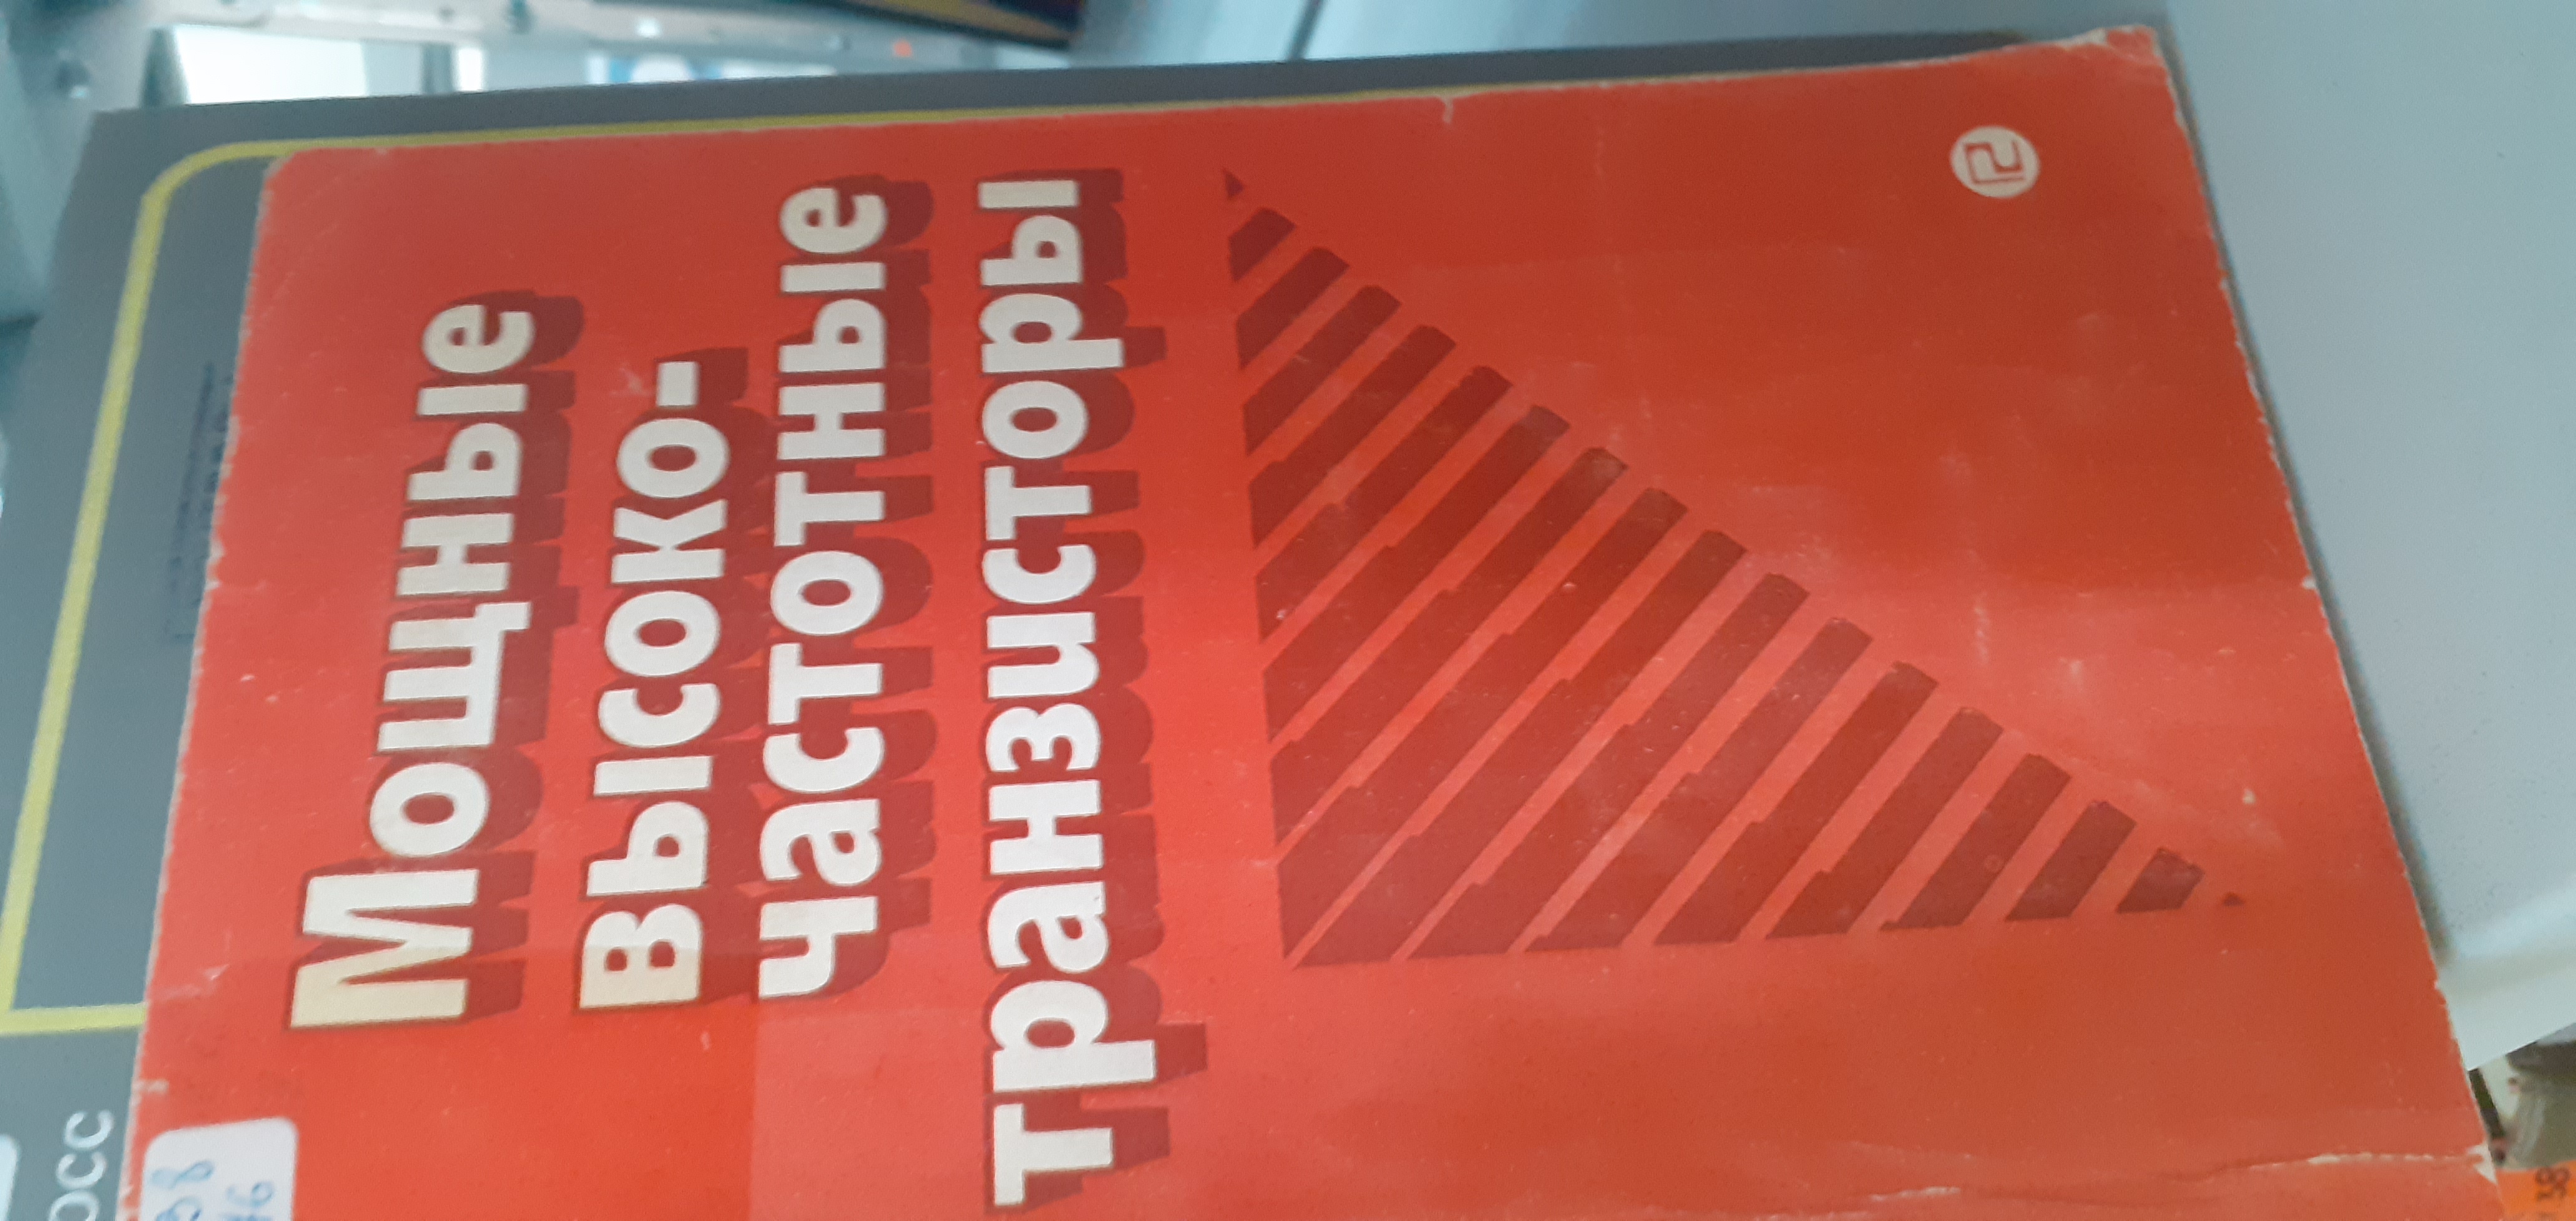 Мощные
высоко-
частотные
транзисторы